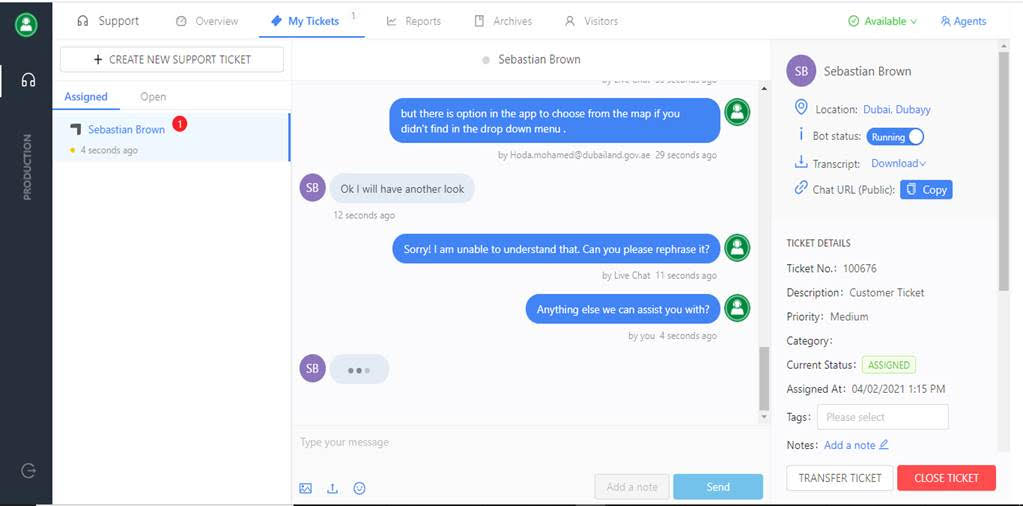 Support
Overview
My Tickets 1
Reports
Archives
Visitors
Available
Agents
PRODUCTION
+ CREATE NEW SUPPORT TICKET
Assigned
Open
Sebastian Brown 1
4 seconds ago
Sebastian Brown
but there is option in the app to choose from the map if you
didn't find in the drop down menu .
by Hoda.mohamed@dubailand.gov.ae 29 seconds ago
SB
Ok I will have another look
12 seconds ago
Sorry! I am unable to understand that. Can you please rephrase it?
by Live Chat 11 seconds ago
Anything else we can assist you with?
by you 4 seconds ago
SB
Type your message
Add a note
Send
SB
Sebastian Brown
Location: Dubai, Dubayy
Bot status: Running
Transcript: Download
Chat URL (Public): Copy
TICKET DETAILS
Ticket No.: 100676
Description: Customer Ticket
Priority: Medium
Category:
Current Status: ASSIGNED
Assigned At: 04/02/2021 1:15 PM
Tags: Please select
Notes: Add a note
TRANSFER TICKET
CLOSE TICKET